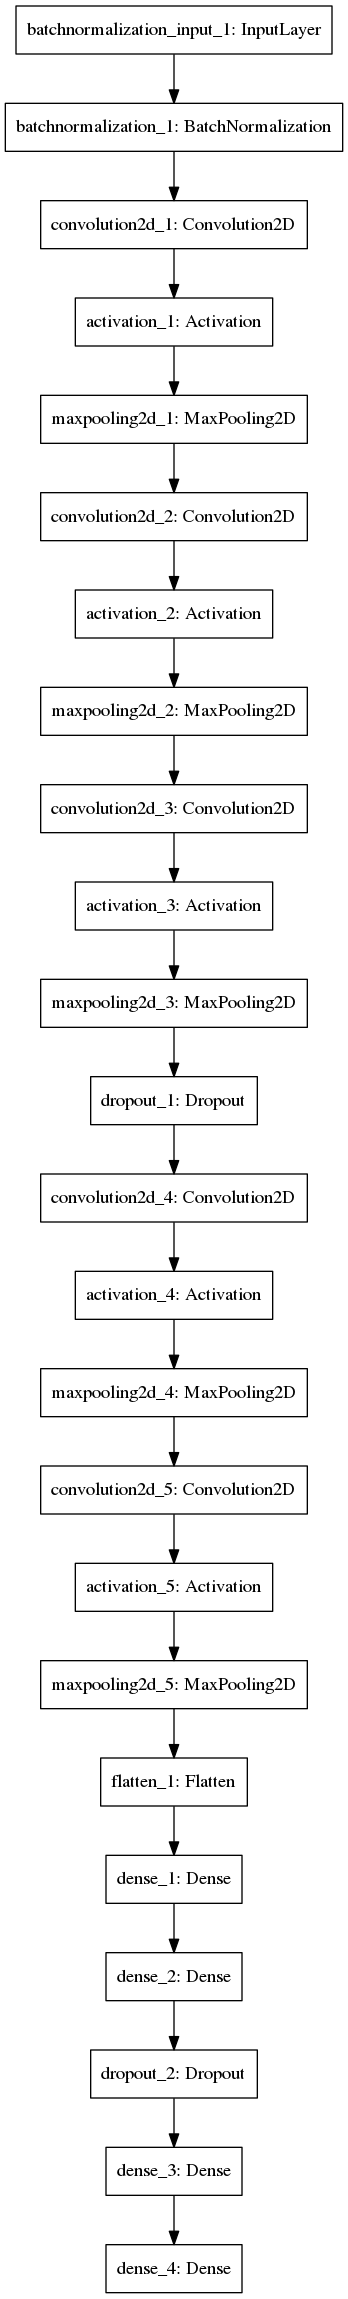 batchnormalization_input_1: InputLayer
batchnormalization_1: BatchNormalization
convolution2d_1: Convolution2D
activation_1: Activation
maxpooling2d_1: MaxPooling2D
convolution2d_2: Convolution2D
activation_2: Activation
maxpooling2d_2: MaxPooling2D
convolution2d_3: Convolution2D
activation_3: Activation
maxpooling2d_3: MaxPooling2D
dropout_1: Dropout
convolution2d_4: Convolution2D
activation_4: Activation
maxpooling2d_4: MaxPooling2D
convolution2d_5: Convolution2D
activation_5: Activation
maxpooling2d_5: MaxPooling2D
flatten_1: Flatten
dense_1: Dense
dense_2: Dense
dropout_2: Dropout
dense_3: Dense
dense_4: Dense